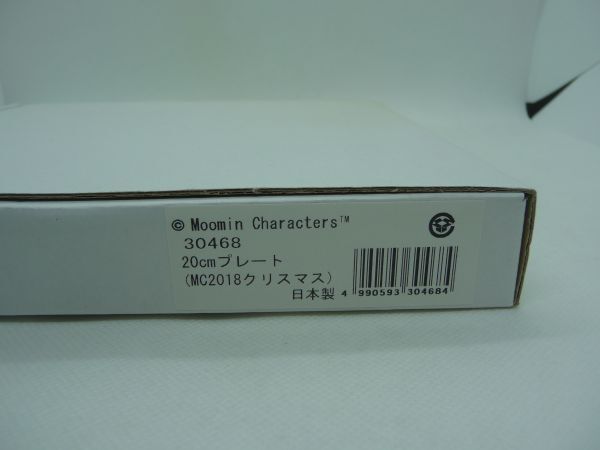 © Moomin Characters™
30468
20cmプレート
(MC2018クリスマス)
日本製
4 990593 304684